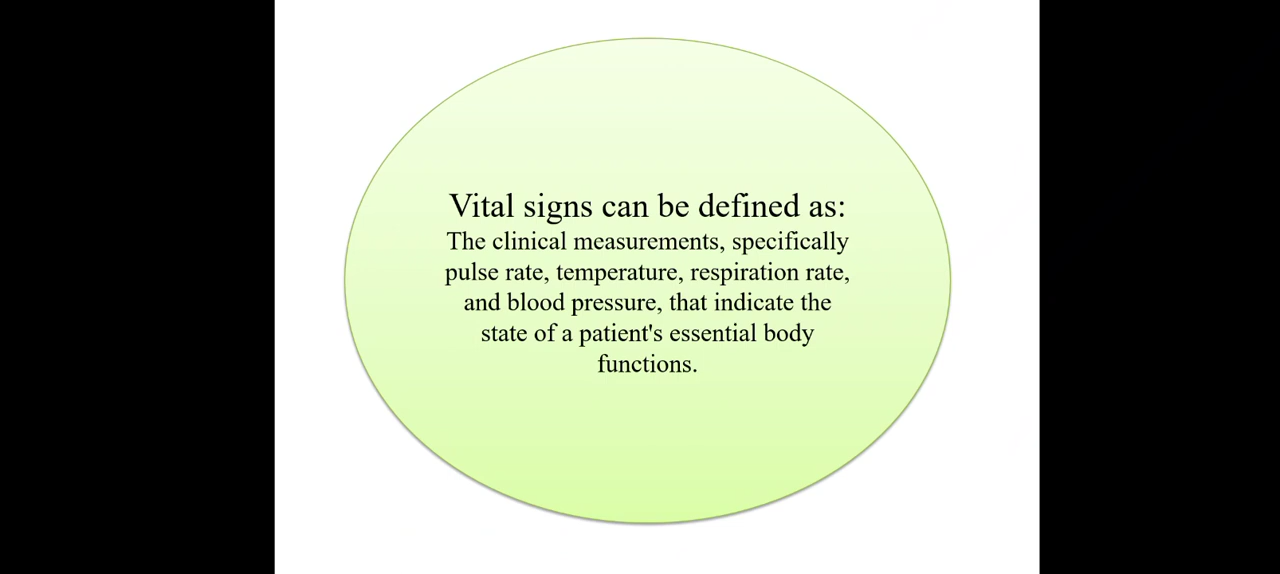 Vital signs can be defined as:
The clinical measurements, specifically
pulse rate, temperature, respiration rate,
and blood pressure, that indicate the
state of a patient's essential body
functions.